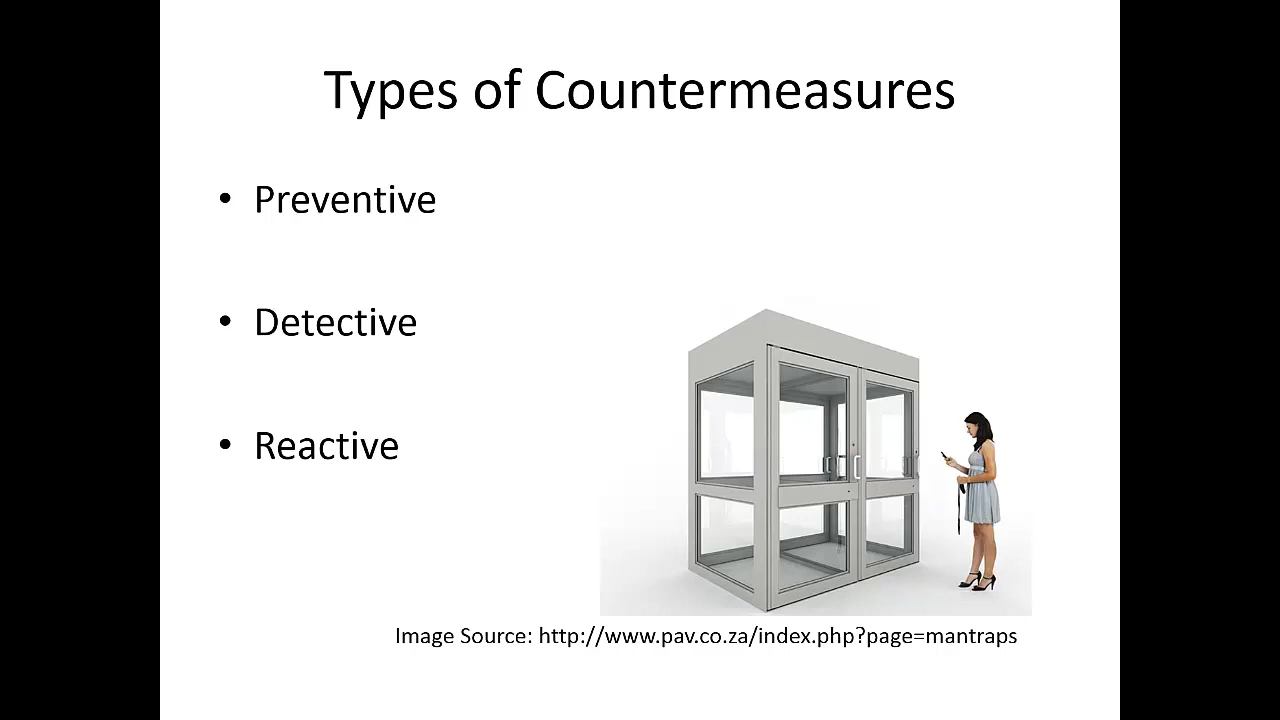 Types of Countermeasures
• Preventive
• Detective
• Reactive
Image Source: http://www.pav.co.za/index.php?page=mantraps